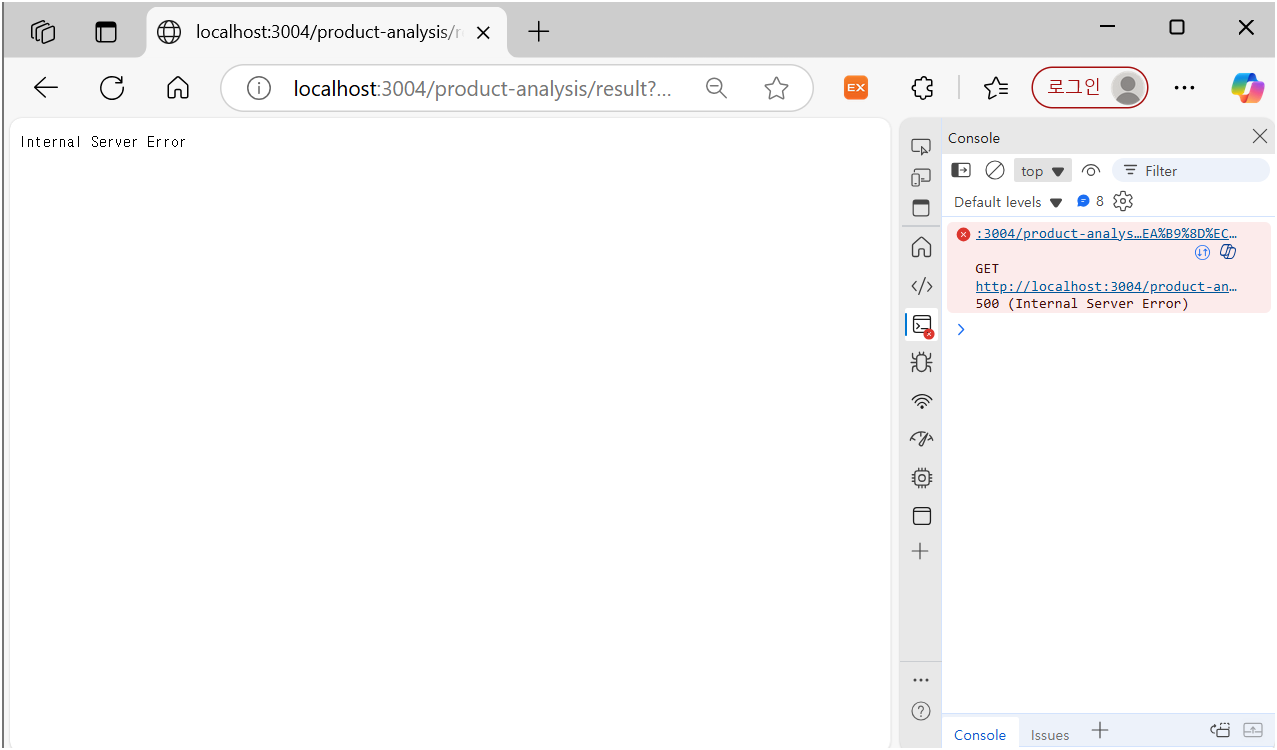 localhost:3004/product-analysis/r
localhost:3004/product-analysis/result?...
EX
로그인
Internal Server Error
Console
top
Filter
Default levels
8
:3004/product-analys…EA%B9%8D%EC…
GET
http://localhost:3004/product-an…
500 (Internal Server Error)
Console
Issues